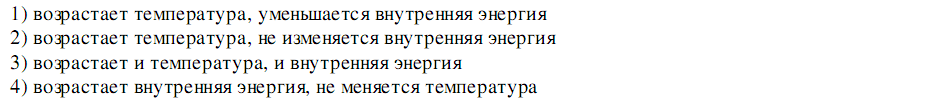 1) возрастает температура, уменьшается внутренняя энергия
2) возрастает температура, не изменяется внутренняя энергия
3) возрастает и температура, и внутренняя энергия
4) возрастает внутренняя энергия, не меняется температура